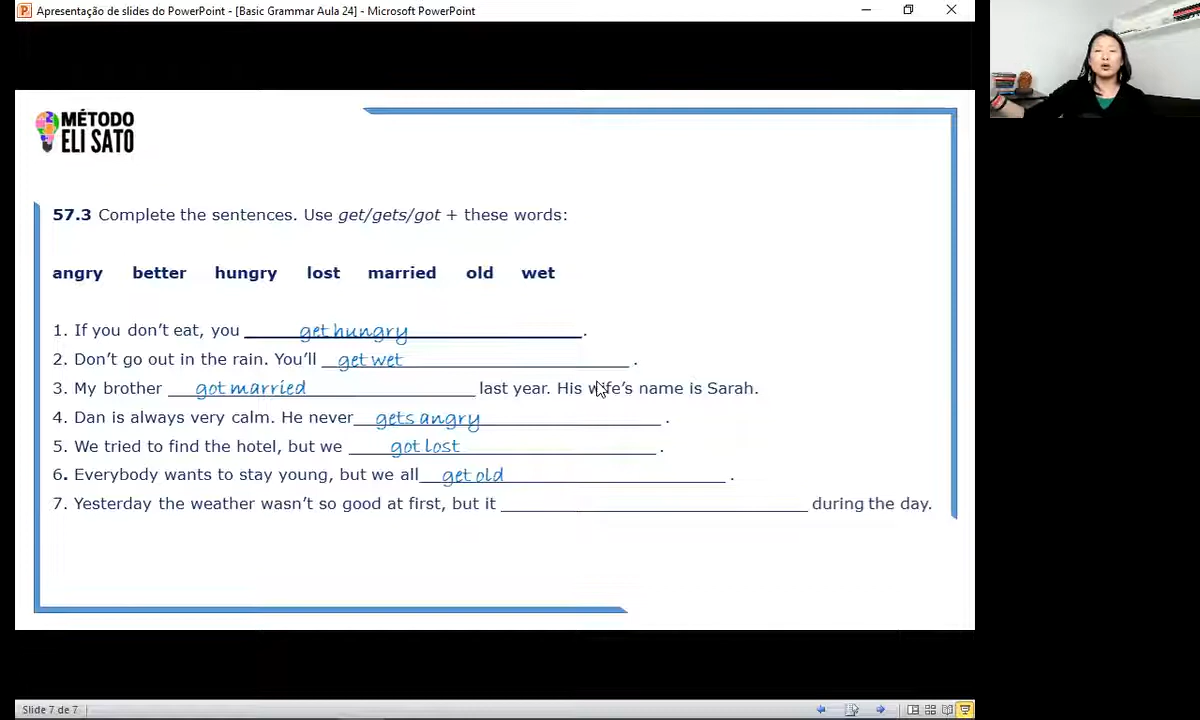 Apresentação de slides do PowerPoint - [Basic Grammar Aula 24] - Microsoft PowerPoint
MÉTODO
ELI SATO
57.3 Complete the sentences. Use get/gets/got + these words:
angry better hungry lost married old wet
1. If you don't eat, you get hungry.
2. Don't go out in the rain. You'll get wet.
3. My brother got married last year. His wife's name is Sarah.
4. Dan is always very calm. He never gets angry.
5. We tried to find the hotel, but we got lost.
6. Everybody wants to stay young, but we all get old.
7. Yesterday the weather wasn't so good at first, but it ____ during the day.
Slide 7 de 7